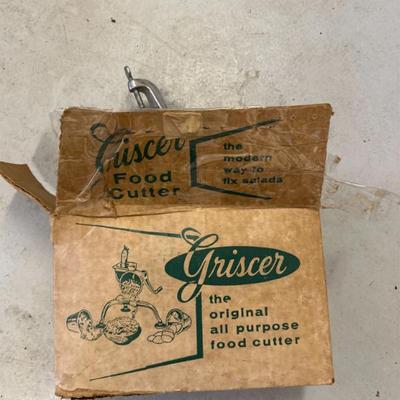 Griscer
Food
Cutter
the
modern
way to
fix salads
Griscer
the
original
all purpose
food cutter